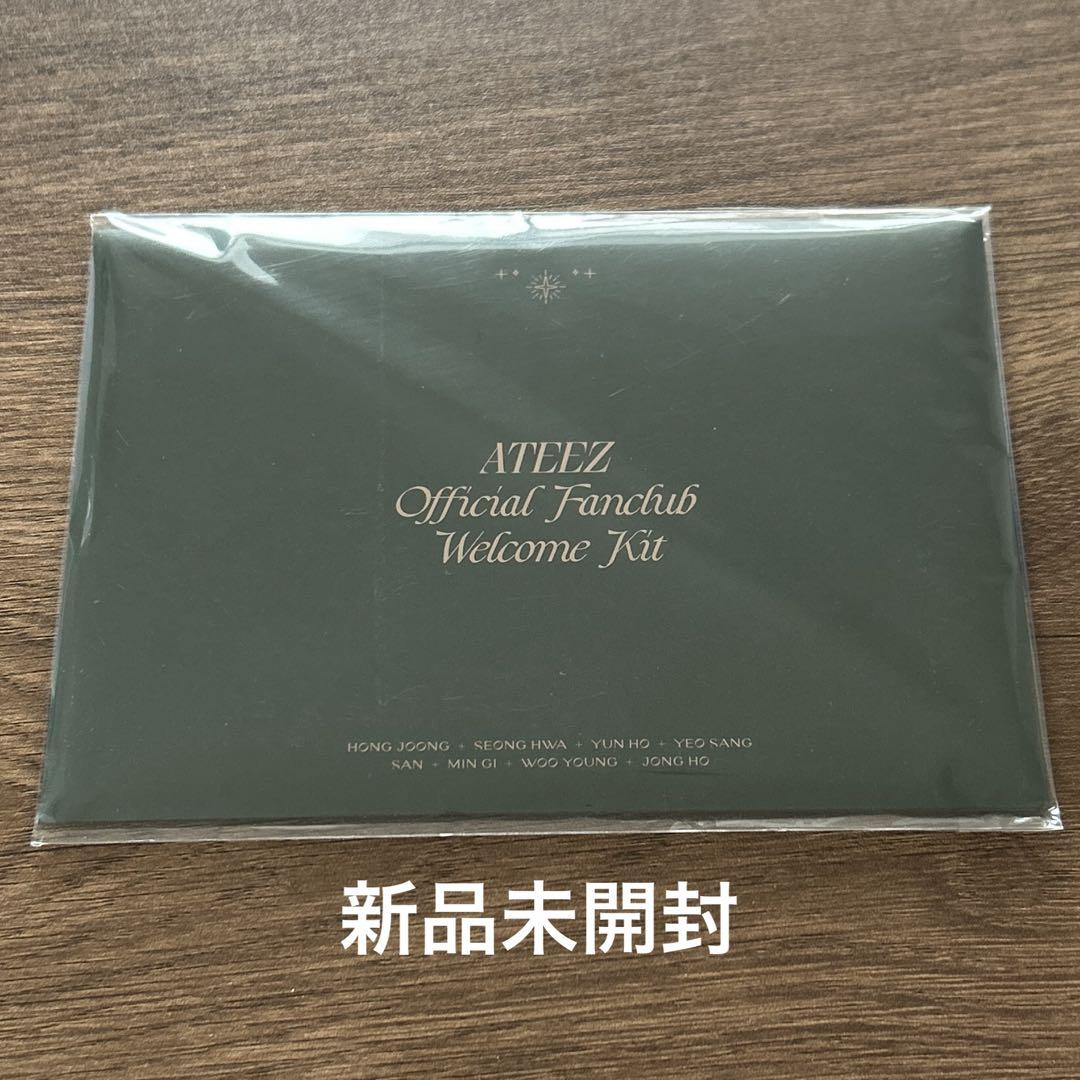 ATEEZ
Official Fanclub
Welcome Kit
HONG JOONG + SEONG HWA + YUN HO + YEO SANG
SAN + MIN GI + WOO YOUNG + JONG HO
新品未開封